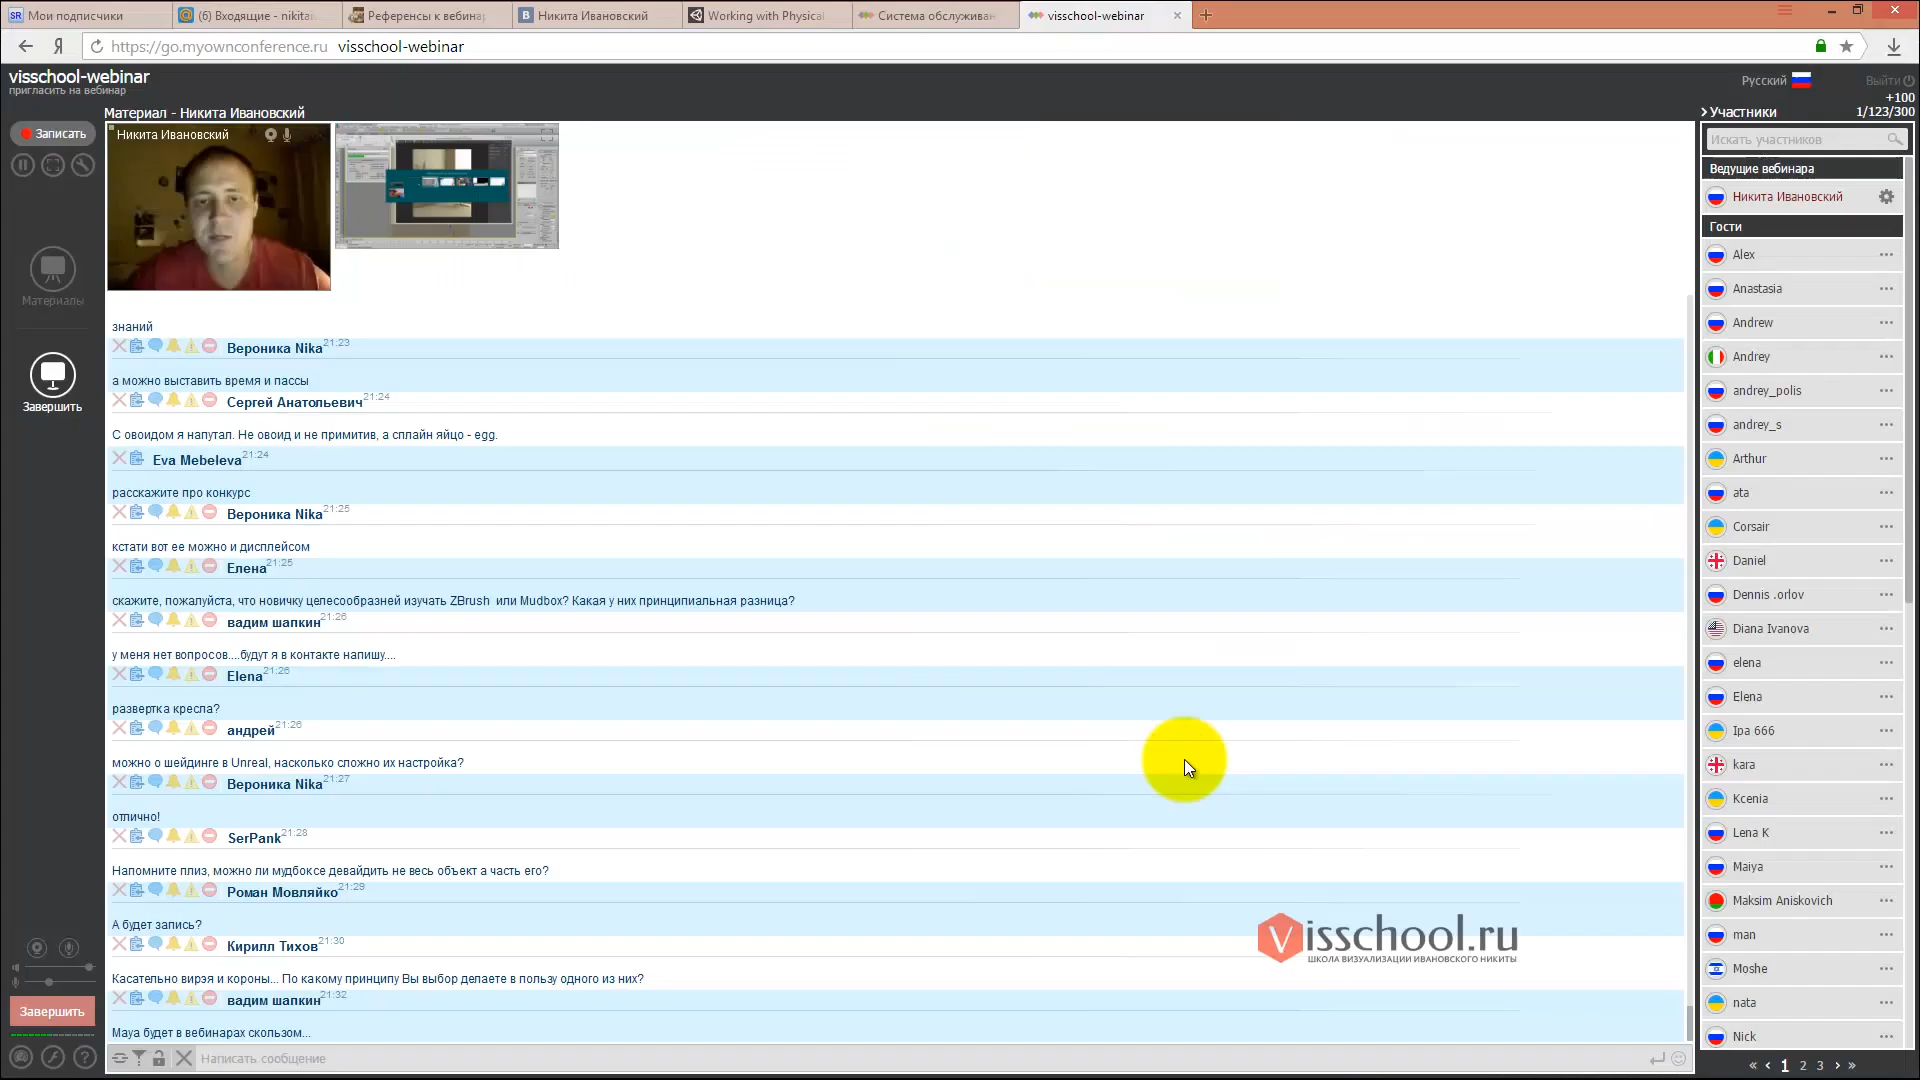 Мои подписчики
(6) Входящие - nikita
Референсы к вебина
Никита Ивановский
Working with Physical
Система обслуживан
visschool-webinar
https://go.myownconference.ru visschool-webinar
visschool-webinar
пригласить на вебинар
Русский
Выйти
+100
Материал - Никита Ивановский
Участники
1/123/300
Записать
Никита Ивановский
Искать участников
Ведущие вебинара
Никита Ивановский
Гости
Материалы
Завершить
знаний
Вероника Nika 21:23
а можно выставить время и пассы
Сергей Анатольевич 21:24
С овоидом я напутал. Не овоид и не примитив, а сплайн яйцо - egg.
Eva Mebeleva 21:24
расскажите про конкурс
Вероника Nika 21:25
кстати вот ее можно и дисплейсом
Елена 21:25
скажите, пожалуйста, что новичку целесообразней изучать ZBrush или Mudbox? Какая у них принципиальная разница?
вадим шапкин 21:26
у меня нет вопросов....будут я в контакте напишу....
Elena 21:26
развертка кресла?
андрей 21:26
можно о шейдинге в Unreal, насколько сложно их настройка?
Вероника Nika 21:27
отлично!
SerPank 21:28
Напомните плиз, можно ли мудбоксе девайдить не весь объект а часть его?
Роман Мовляйко 21:29
А будет запись?
Кирилл Тихов 21:30
Касательно вирэя и короны... По какому принципу Вы выбор делаете в пользу одного из них?
вадим шапкин 21:32
Мауа будет в вебинарах скользом...
Написать сообщение
Завершить
Visschool.ru
ШКОЛА ВИЗУАЛИЗАЦИИ ИВАНОВСКОГО НИКИТЫ
Alex
Anastasia
Andrew
Andrey
andrey_polis
andrey_s
Arthur
ata
Corsair
Daniel
Dennis .orlov
Diana Ivanova
elena
Elena
Ipa 666
kara
Kcenia
Lena K
Maiya
Maksim Aniskovich
man
Moshe
nata
Nick
« ‹ 1 2 3 › »